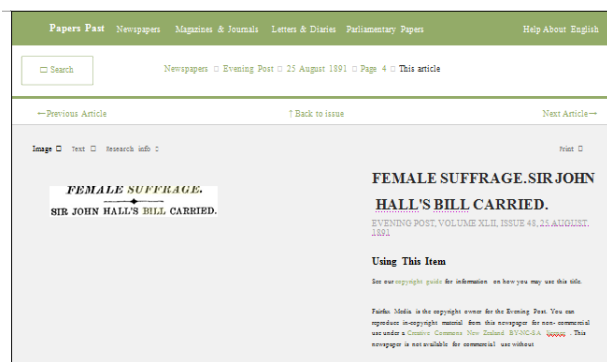 Papers Past Newspapers Magazines & Journals Letters & Diaries Parliamentary Papers Help About English
Search
Newspapers Evening Post 25 August 1891 Page 4 This article
←Previous Article ↑ Back to issue Next Article→
Image Text Research info Print
FEMALE SUFFRAGE.
SIR JOHN HALL'S BILL CARRIED.
FEMALE SUFFRAGE.SIR JOHN
HALL'S BILL CARRIED.
EVENING POST, VOLUME XLII, ISSUE 48, 25 AUGUST
1891
Using This Item
See our copyright guide for information on how you may use this title.
Fairfax Media is the copyright owner for the Evening Post. You can
reproduce in-copyright material from this newspaper for non- commercial
use under a Creative Commons New Zealand BY-NC-SA . This
newspaper is not available for commercial use without